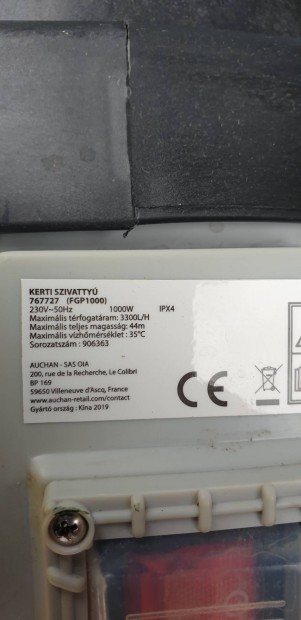 KERTI SZIVATTYÚ
767727 (FGP1000)
230V~50Hz 1000W IPX4
Maximális térfogatáram: 3300L/H
Maximális teljes magasság: 44m
Maximális vízhőmérséklet : 35°C
Sorozatszám : 906363
AUCHAN - SAS OIA
200, rue de la Recherche, Le Colibri
BP 169
59650 Villeneuve d'Ascq, France
www.auchan-retail.com/contact
Gyártó ország : Kína 2019
CE